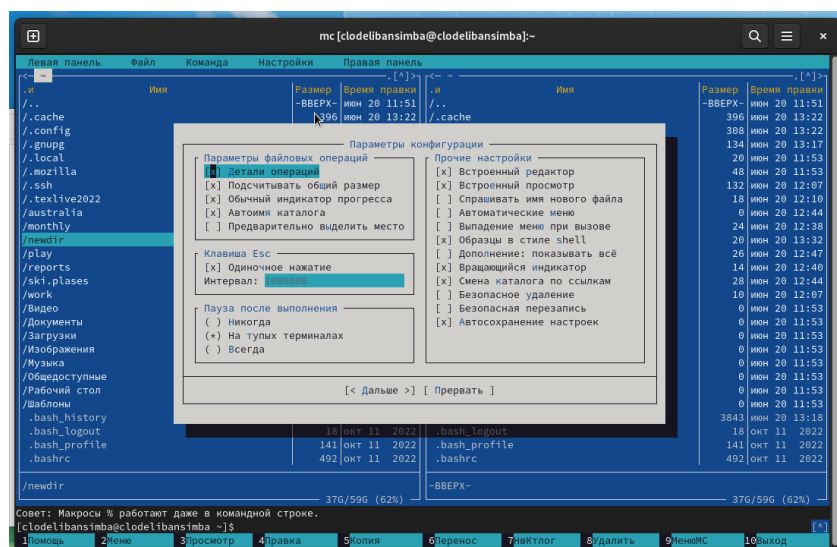 mc [clodelibansimba@clodelibansimba]:~
Левая панель Файл Команда Настройки Правая панель
<— ~ .[^]> <— ~ .[^]>
.и Имя Размер Время правки .и Имя Размер Время правки
/.. -ВВЕРХ- июн 20 11:51 /.. -ВВЕРХ- июн 20 11:51
/.cache 396 июн 20 13:22 /.cache 396 июн 20 13:22
/.config 308 июн 20 13:22
/.gnupg 134 июн 20 13:17
/.local 20 июн 20 11:53
/.mozilla 48 июн 20 11:53
/.ssh 132 июн 20 12:07
/.texlive2022 18 июн 20 12:10
/australia 0 июн 20 12:44
/monthly 24 июн 20 12:38
/newdir 20 июн 20 13:32
/play 26 июн 20 12:47
/reports 14 июн 20 12:40
/ski.plases 28 июн 20 12:44
/work 10 июн 20 12:07
/Видео 0 июн 20 11:53
/Документы 0 июн 20 11:53
/Загрузки 0 июн 20 11:53
/Изображения 0 июн 20 11:53
/Музыка 0 июн 20 11:53
/Общедоступные 0 июн 20 11:53
/Рабочий стол 0 июн 20 11:53
/Шаблоны 0 июн 20 11:53
.bash_history 3843 июн 20 13:18
.bash_logout 18 окт 11 2022 .bash_logout 18 окт 11 2022
.bash_profile 141 окт 11 2022 .bash_profile 141 окт 11 2022
.bashrc 492 окт 11 2022 .bashrc 492 окт 11 2022
/newdir -ВВЕРХ-
37G/59G (62%) 37G/59G (62%)
Параметры конфигурации
Параметры файловых операций
[x] Детали операций
[x] Подсчитывать общий размер
[x] Обычный индикатор прогресса
[x] Автоимя каталога
[ ] Предварительно выделить место
Клавиша Esc
[x] Одиночное нажатие
Интервал: 1000000
Пауза после выполнения
( ) Никогда
(*) На тупых терминалах
( ) Всегда
Прочие настройки
[x] Встроенный редактор
[x] Встроенный просмотр
[ ] Спрашивать имя нового файла
[ ] Автоматические меню
[ ] Выпадение меню при вызове
[x] Образцы в стиле shell
[ ] Дополнение: показывать всё
[x] Вращающийся индикатор
[x] Смена каталога по ссылкам
[ ] Безопасное удаление
[ ] Безопасная перезапись
[x] Автосохранение настроек
[< Дальше >] [ Прервать ]
Совет: Макросы % работают даже в командной строке.
[clodelibansimba@clodelibansimba ~]$ [^]
1Помощь 2Меню 3Просмотр 4Правка 5Копия 6Перенос 7НвКтлог 8Удалить 9МенюМС 10Выход